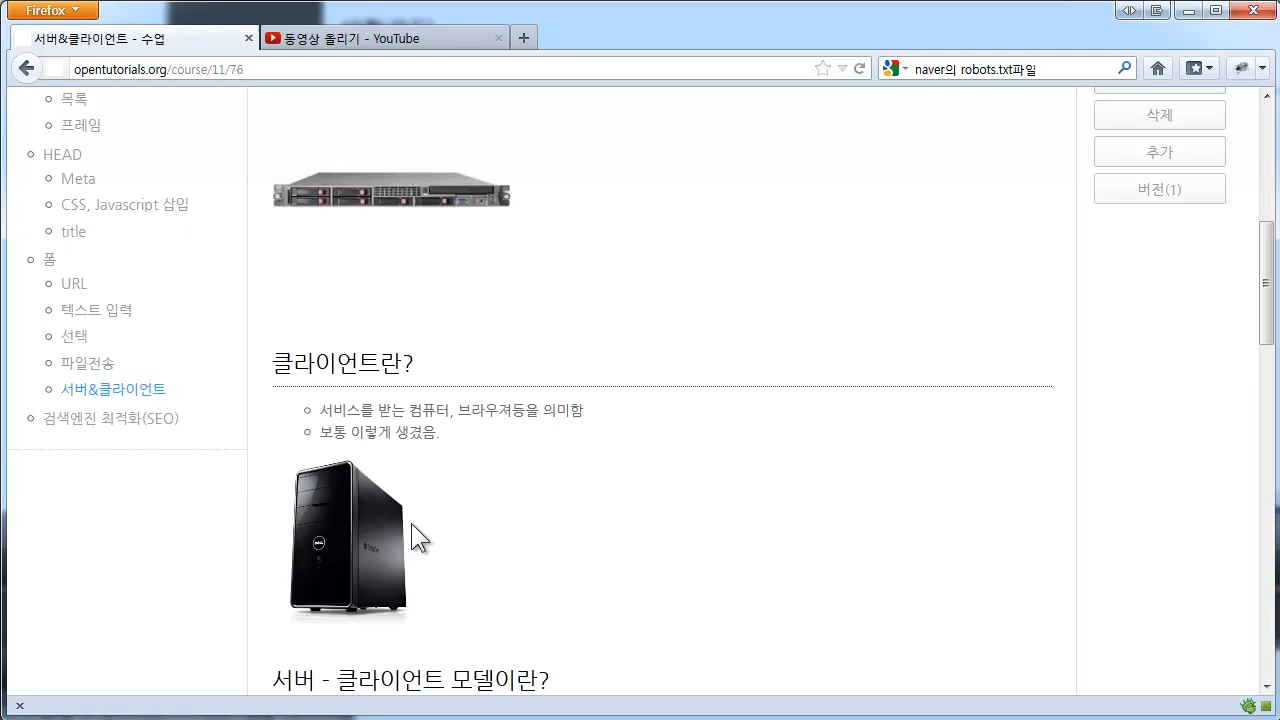 Firefox
서버&클라이언트 - 수업
동영상 올리기 - YouTube
opentutorials.org/course/11/76
naver의 robots.txt파일
목록
프레임
HEAD
Meta
CSS, Javascript 삽입
title
폼
URL
텍스트 입력
선택
파일전송
서버&클라이언트
검색엔진 최적화(SEO)
클라이언트란?
서비스를 받는 컴퓨터, 브라우져등을 의미함
보통 이렇게 생겼음.
DELL
서버 - 클라이언트 모델이란?
삭제
추가
버전(1)